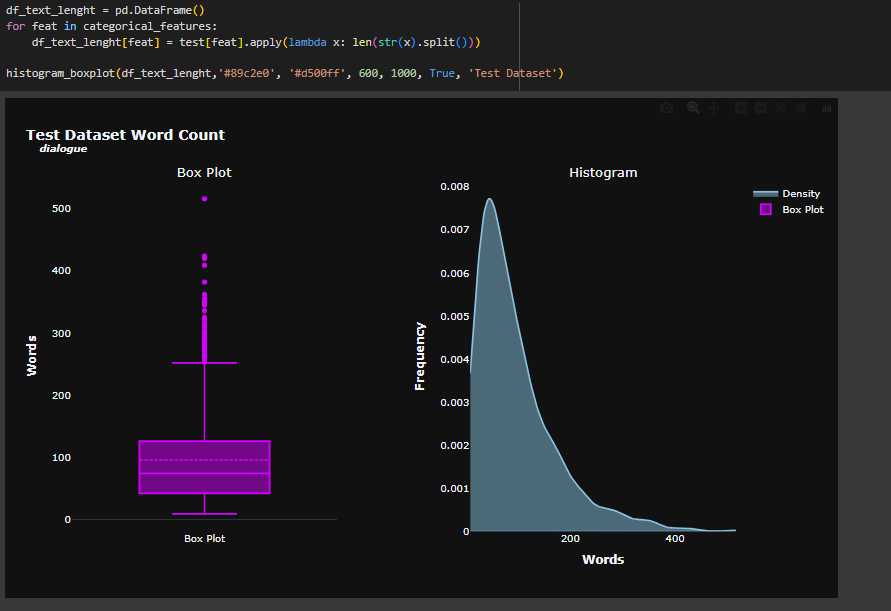 df_text_lenght = pd.DataFrame()
for feat in categorical_features:
    df_text_lenght[feat] = test[feat].apply(lambda x: len(str(x).split()))
histogram_boxplot(df_text_lenght,'#89c2e0', '#d500ff', 600, 1000, True, 'Test Dataset')
Test Dataset Word Count
dialogue
Box Plot
500
400
300
200
100
0
Words
Box Plot
Histogram
0.008
0.007
0.006
0.005
0.004
0.003
0.002
0.001
0
Frequency
200 400
Words
Density
Box Plot